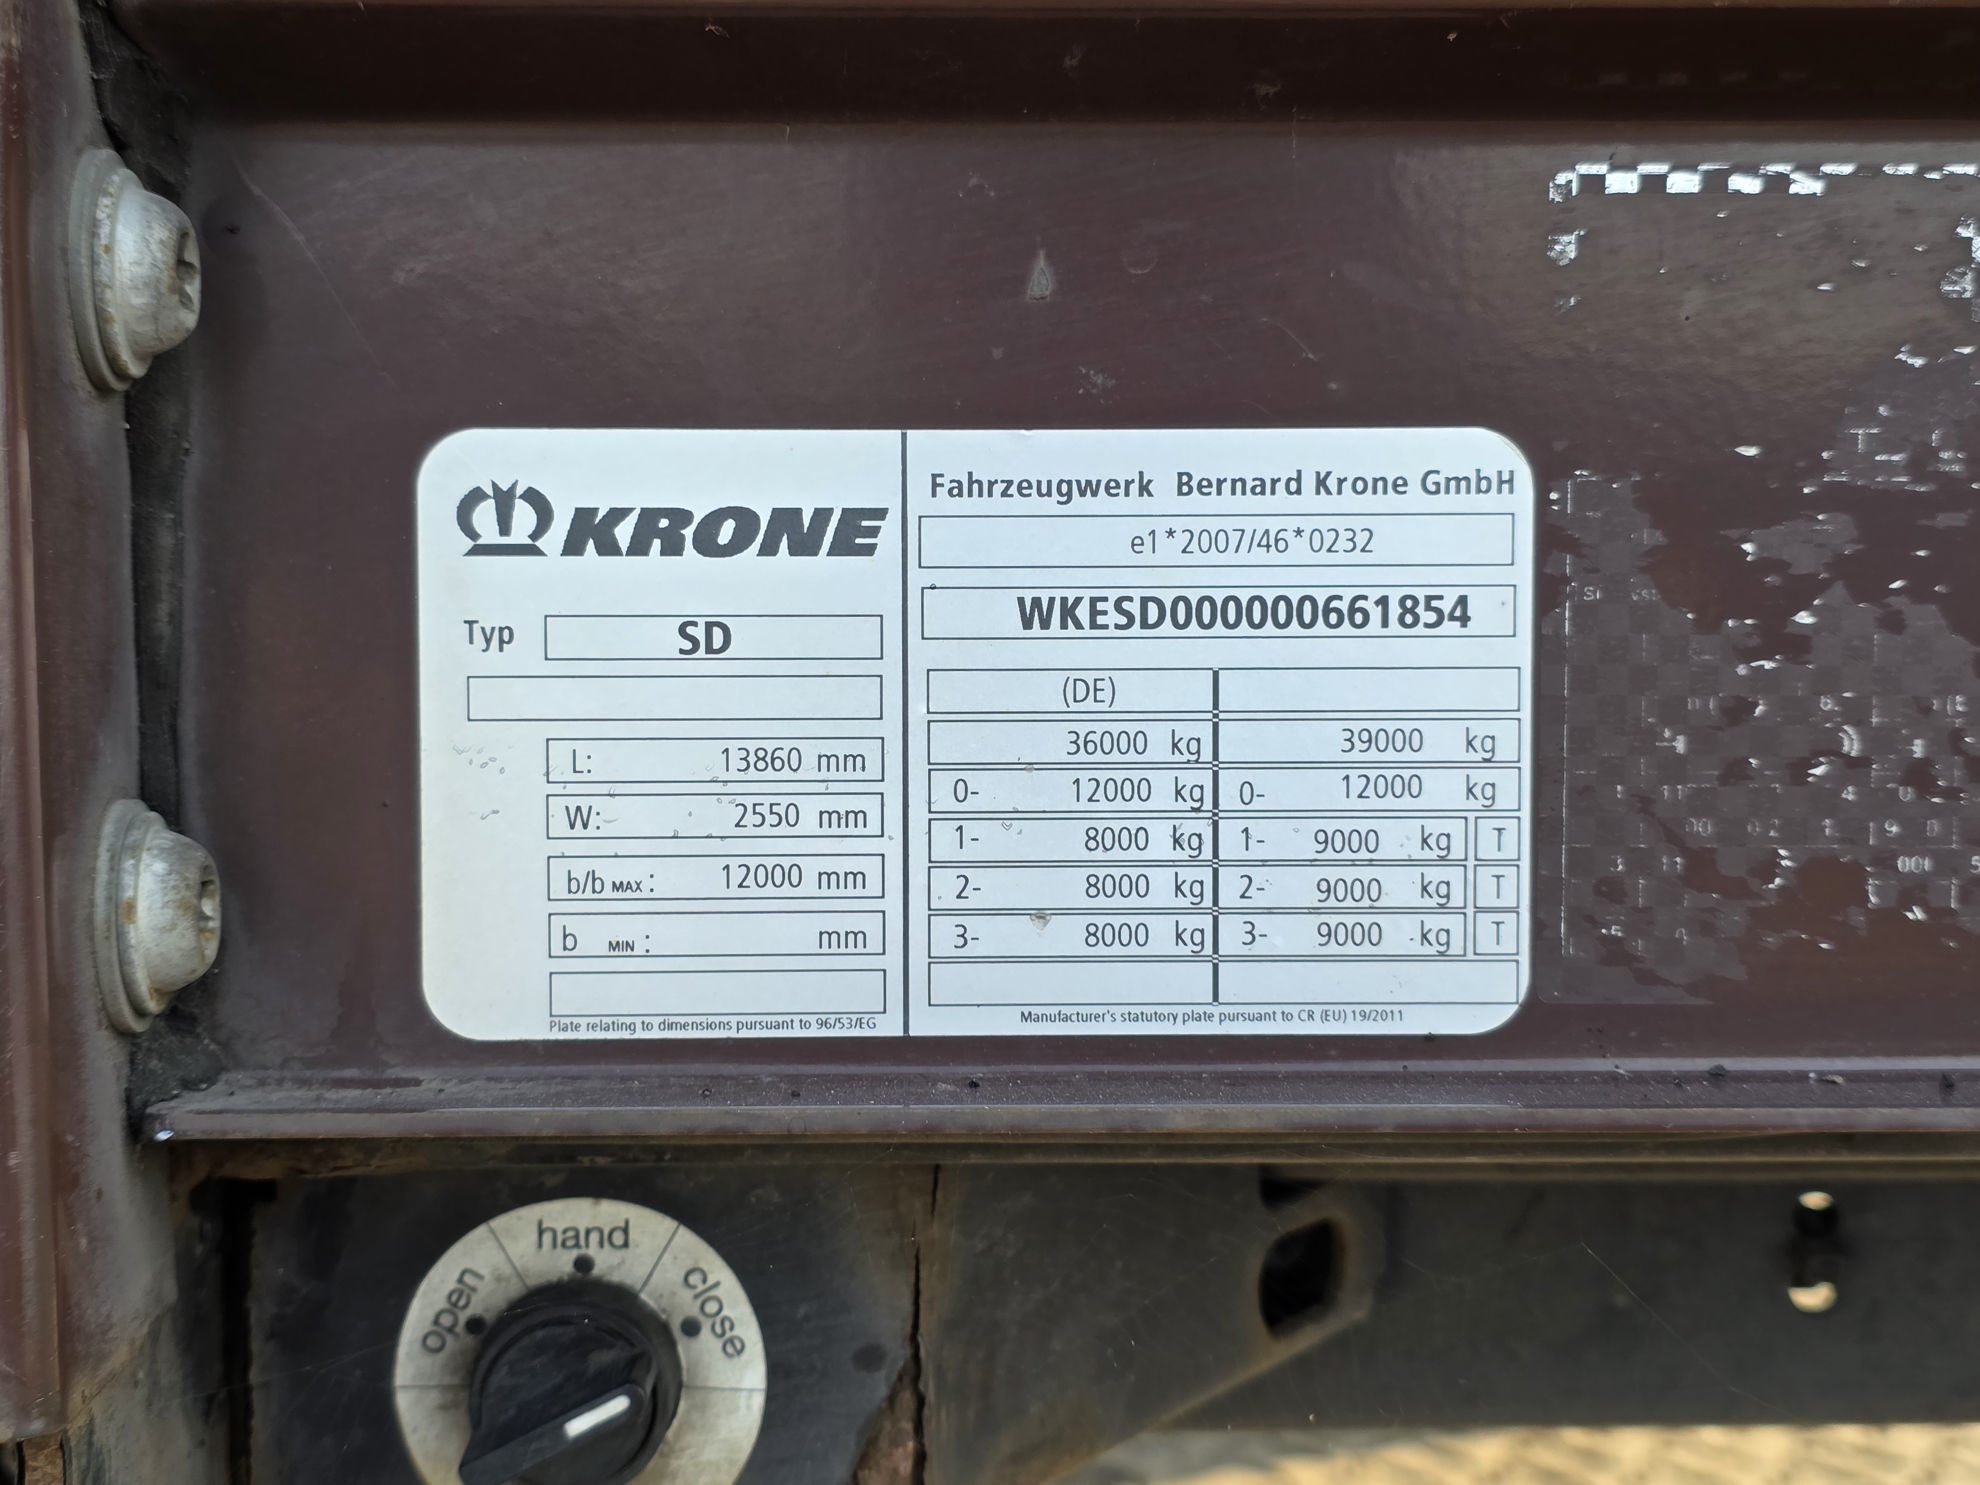 KRONE
Typ SD
L: 13860 mm
W: 2550 mm
b/b MAX: 12000 mm
b MIN: mm
Plate relating to dimensions pursuant to 96/53/EG
Fahrzeugwerk Bernard Krone GmbH
e1*2007/46*0232
WKESD000000661854
(DE)
36000 kg 39000 kg
0- 12000 kg 0- 12000 kg
1- 8000 kg 1- 9000 kg T
2- 8000 kg 2- 9000 kg T
3- 8000 kg 3- 9000 kg T
Manufacturer's statutory plate pursuant to CR (EU) 19/2011
open hand close